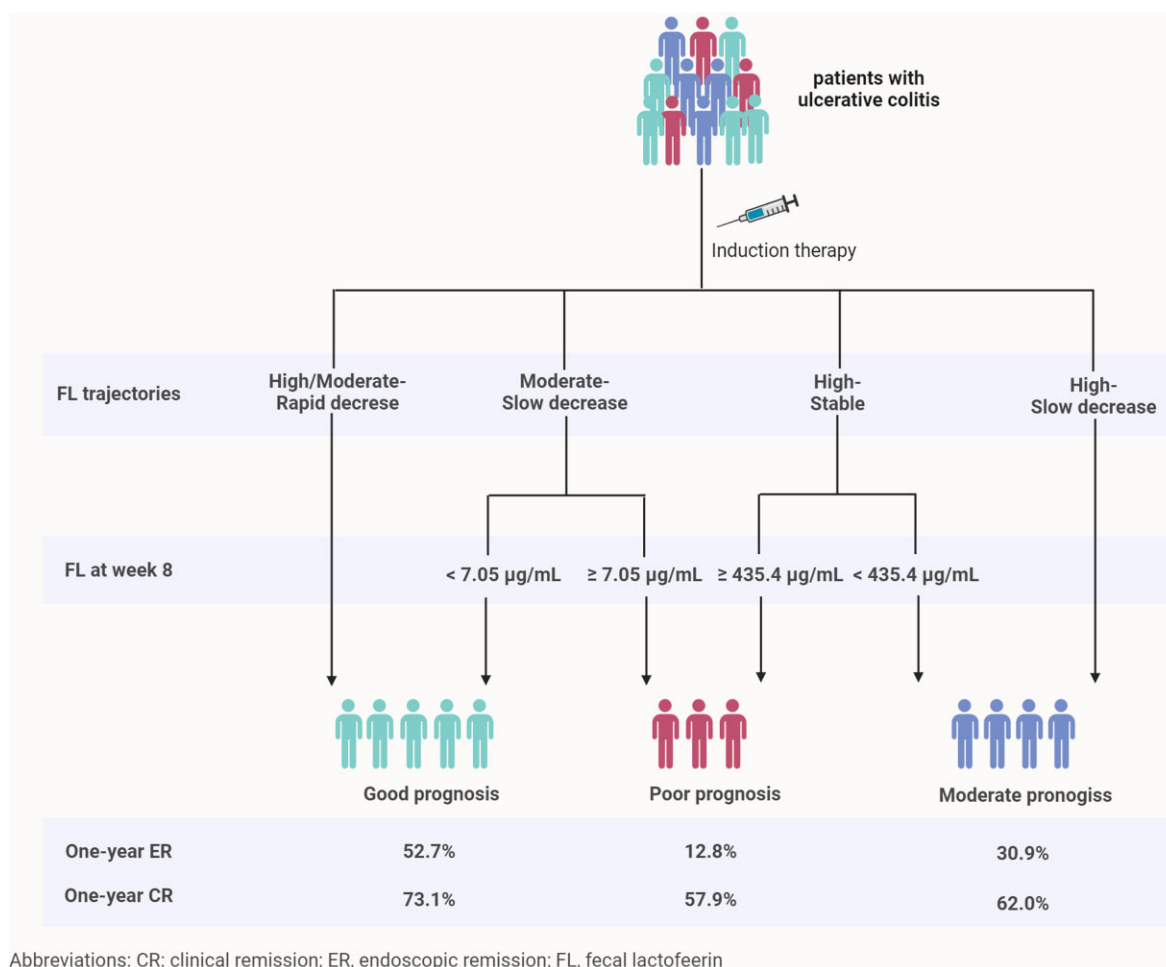 patients with
ulcerative colitis
Induction therapy
FL trajectories
High/Moderate-
Rapid decrese
Moderate-
Slow decrease
High-
Stable
High-
Slow decrease
FL at week 8
< 7.05 μg/mL
≥ 7.05 μg/mL
≥ 435.4 μg/mL
< 435.4 μg/mL
Good prognosis
Poor prognosis
Moderate pronogiss
One-year ER
52.7%
12.8%
30.9%
One-year CR
73.1%
57.9%
62.0%
Abbreviations: CR: clinical remission; ER, endoscopic remission; FL, fecal lactofeerin